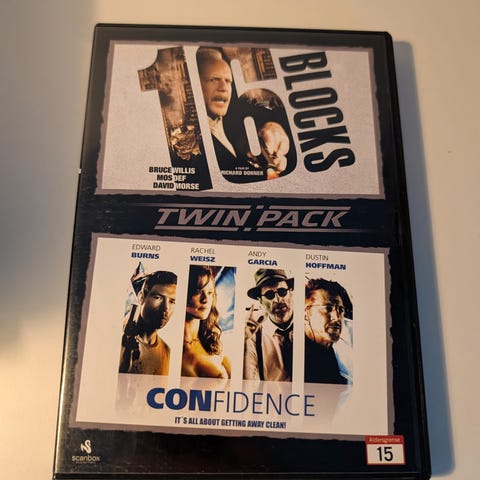 16
BLOCKS
BRUCE WILLIS
MOS DEF
DAVID MORSE
A FILM BY
RICHARD DONNER
TWIN PACK
EDWARD
BURNS
RACHEL
WEISZ
ANDY
GARCIA
DUSTIN
HOFFMAN
CONFIDENCE
IT'S ALL ABOUT GETTING AWAY CLEAN!
scanbox
Aldersgrense
15